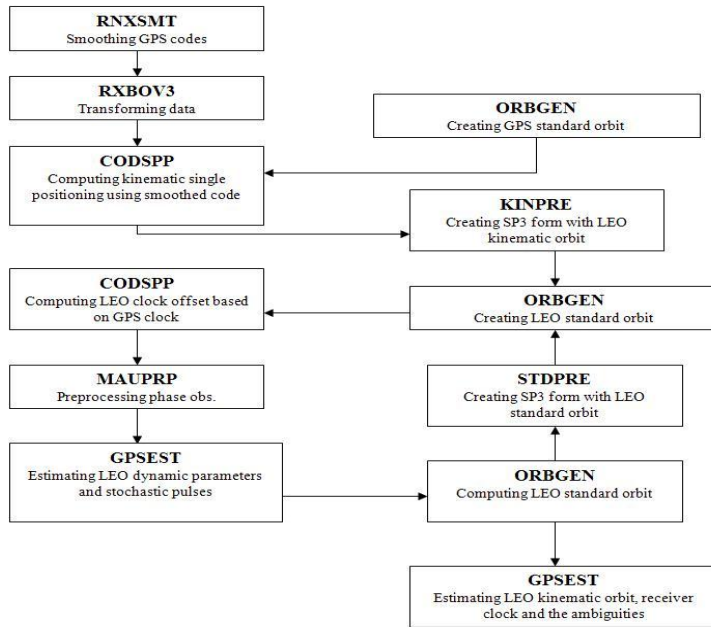 RNXSMT
Smoothing GPS codes
RXBOV3
Transforming data
ORBGEN
Creating GPS standard orbit
CODSPP
Computing kinematic single
positioning using smoothed code
KINPRE
Creating SP3 form with LEO
kinematic orbit
CODSPP
Computing LEO clock offset based
on GPS clock
ORBGEN
Creating LEO standard orbit
MAUPRP
Preprocessing phase obs.
STDPRE
Creating SP3 form with LEO
standard orbit
GPSEST
Estimating LEO dynamic parameters
and stochastic pulses
ORBGEN
Computing LEO standard orbit
GPSEST
Estimating LEO kinematic orbit, receiver
clock and the ambiguities